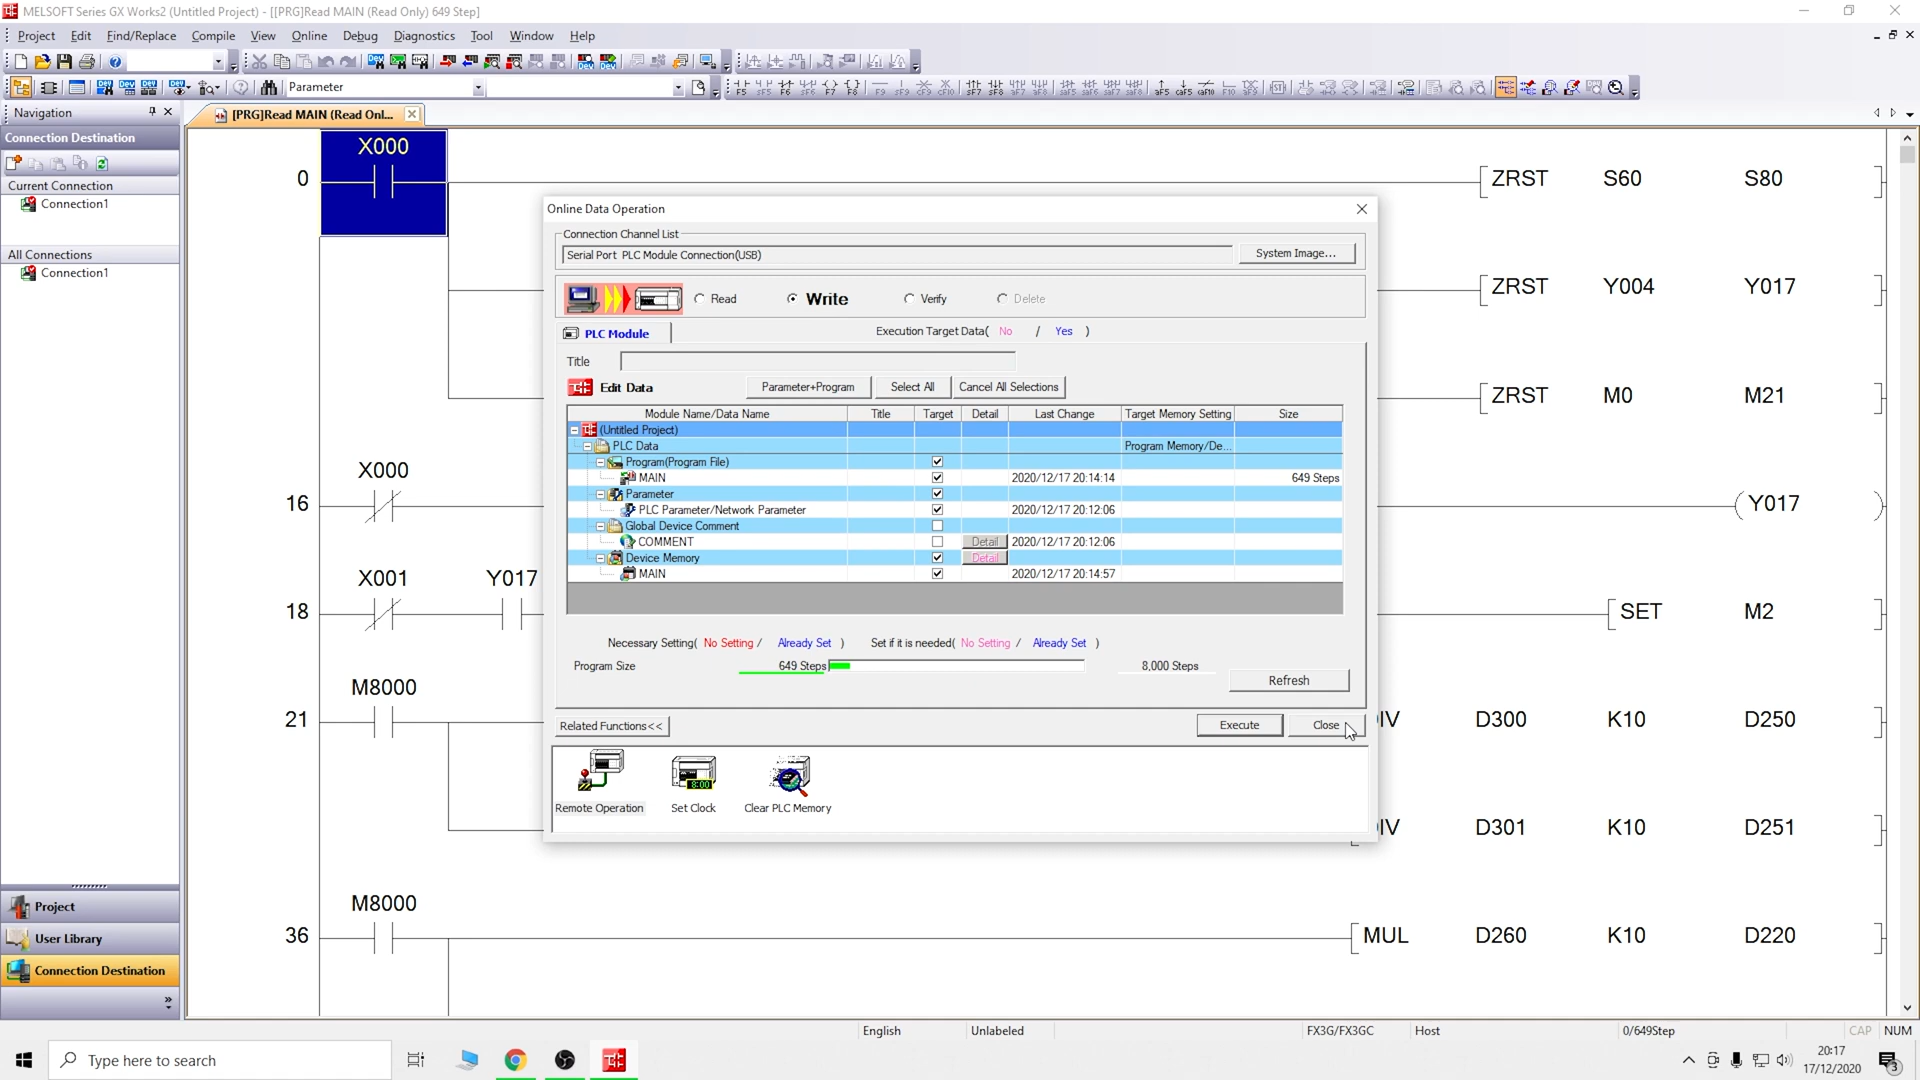 MELSOFT Series GX Works2 (Untitled Project) - [[PRG]Read MAIN (Read Only) 649 Step]
Project Edit Find/Replace Compile View Online Debug Diagnostics Tool Window Help
Parameter
Navigation
[PRG]Read MAIN (Read Onl...
Connection Destination
Current Connection
Connection1
All Connections
Connection1
X000
0
ZRST S60 S80
ZRST Y004 Y017
ZRST M0 M21
X000
16
Y017
X001 Y017
18
SET M2
M8000
21
IV D300 K10 D250
IV D301 K10 D251
M8000
36
MUL D260 K10 D220
Online Data Operation
Connection Channel List
Serial Port PLC Module Connection(USB)
System Image...
Read Write Verify Delete
PLC Module
Execution Target Data( No / Yes )
Title
Edit Data
Parameter+Program Select All Cancel All Selections
Module Name/Data Name Title Target Detail Last Change Target Memory Setting Size
(Untitled Project)
PLC Data Program Memory/De...
Program(Program File)
MAIN 2020/12/17 20:14:14 649 Steps
Parameter
PLC Parameter/Network Parameter 2020/12/17 20:12:06
Global Device Comment
COMMENT Detail 2020/12/17 20:12:06
Device Memory Detail
MAIN 2020/12/17 20:14:57
Necessary Setting( No Setting / Already Set ) Set if it is needed( No Setting / Already Set )
Program Size 649 Steps 8,000 Steps
Refresh
Related Functions<<
Execute Close
Remote Operation Set Clock Clear PLC Memory
Project
User Library
Connection Destination
English Unlabeled FX3G/FX3GC Host 0/649Step CAP NUM
Type here to search
20:17
17/12/2020
3